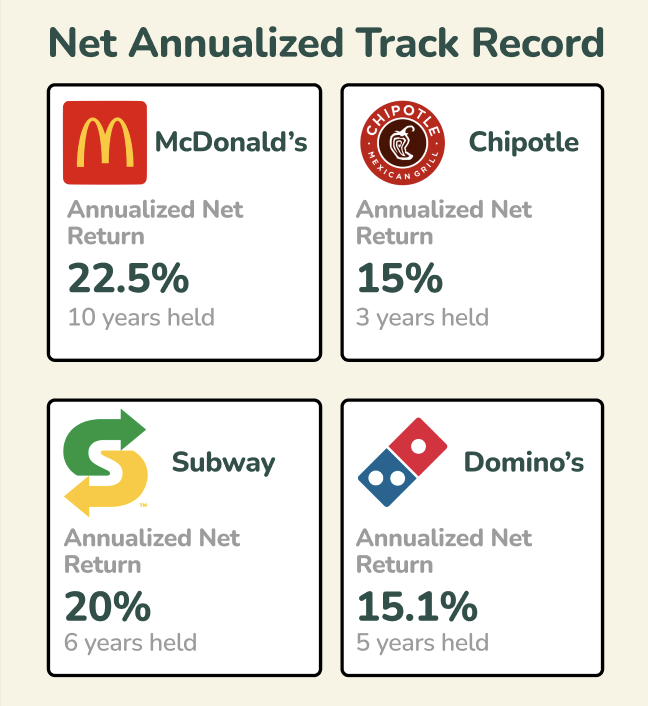 Net Annualized Track Record
McDonald's
Annualized Net
Return
22.5%
10 years held
CHIPOTLE
MEXICAN GRILL
Chipotle
Annualized Net
Return
15%
3 years held
TM
Subway
Annualized Net
Return
20%
6 years held
Domino's
Annualized Net
Return
15.1%
5 years held